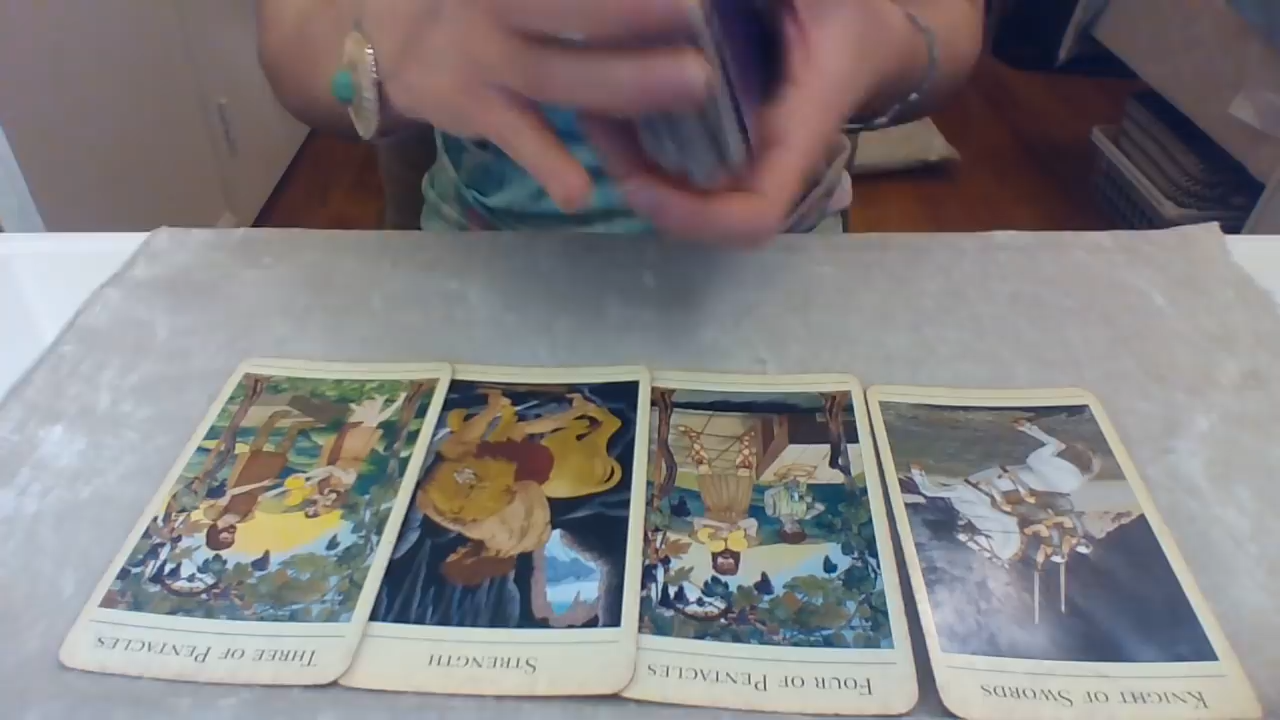 THREE OF PENTACLES
STRENGTH
FOUR OF PENTACLES
KNIGHT OF SWORDS